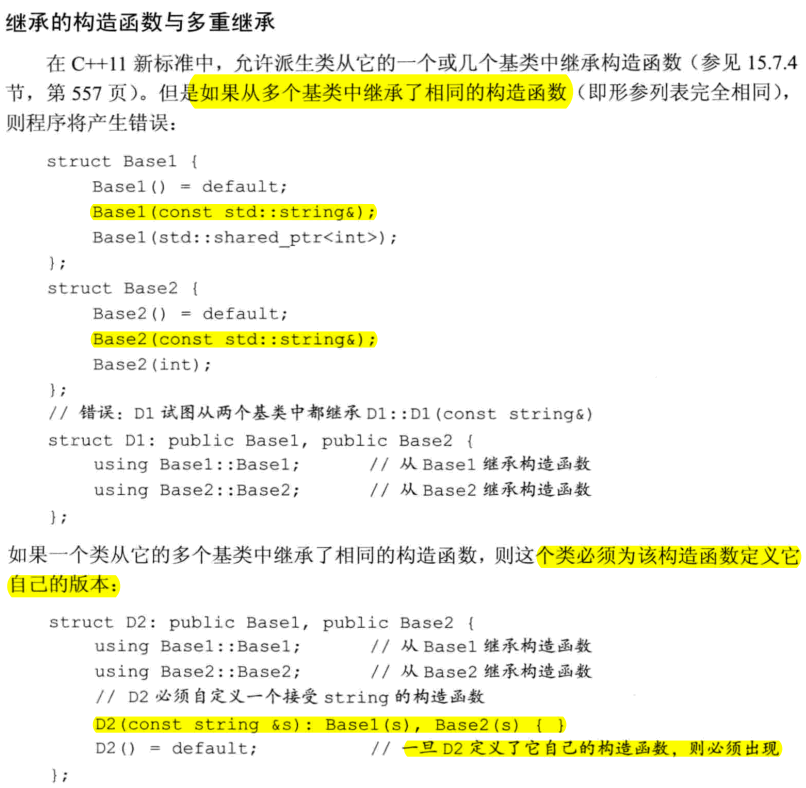 继承的构造函数与多重继承
在 C++11 新标准中，允许派生类从它的一个或几个基类中继承构造函数（参见 15.7.4
节，第 557 页）。但是如果从多个基类中继承了相同的构造函数（即形参列表完全相同），
则程序将产生错误：
struct Base1 {
Base1() = default;
Base1(const std::string&);
Base1(std::shared_ptr<int>);
};
struct Base2 {
Base2() = default;
Base2(const std::string&);
Base2(int);
};
// 错误：D1 试图从两个基类中都继承 D1::D1(const string&)
struct D1: public Base1, public Base2 {
using Base1::Base1; // 从 Base1 继承构造函数
using Base2::Base2; // 从 Base2 继承构造函数
};
如果一个类从它的多个基类中继承了相同的构造函数，则这个类必须为该构造函数定义它
自己的版本：
struct D2: public Base1, public Base2 {
using Base1::Base1; // 从 Base1 继承构造函数
using Base2::Base2; // 从 Base2 继承构造函数
// D2 必须自定义一个接受 string 的构造函数
D2(const string &s): Base1(s), Base2(s) { }
D2() = default; // 一旦 D2 定义了它自己的构造函数，则必须出现
};